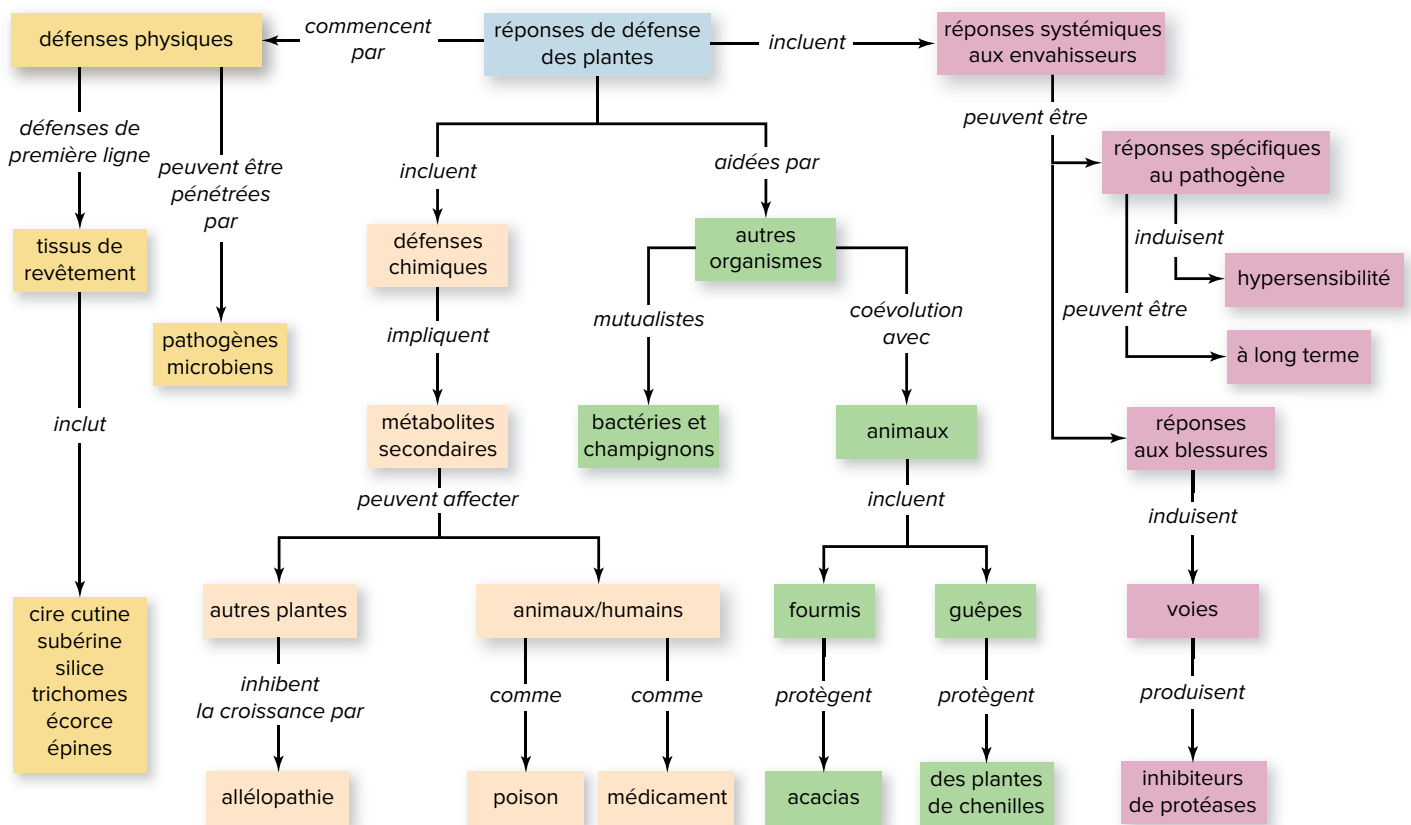 défenses physiques
commencent
par
réponses de défense
des plantes
incluent
réponses systémiques
aux envahisseurs
défenses de
première ligne
peuvent être
pénétrées
par
incluent
aidées par
peuvent être
réponses spécifiques
au pathogène
tissus de
revêtement
défenses
chimiques
autres
organismes
induisent
hypersensibilité
pathogènes
microbiens
impliquent
mutualistes
coévolution
avec
peuvent être
à long terme
inclut
métabolites
secondaires
bactéries et
champignons
animaux
réponses
aux blessures
peuvent affecter
incluent
induisent
cire cutine
subérine
silice
trichomes
écorce
épines
autres plantes
animaux/humains
fourmis
guêpes
voies
inhibent
la croissance par
comme
comme
protègent
protègent
produisent
allélopathie
poison
médicament
acacias
des plantes
de chenilles
inhibiteurs
de protéases